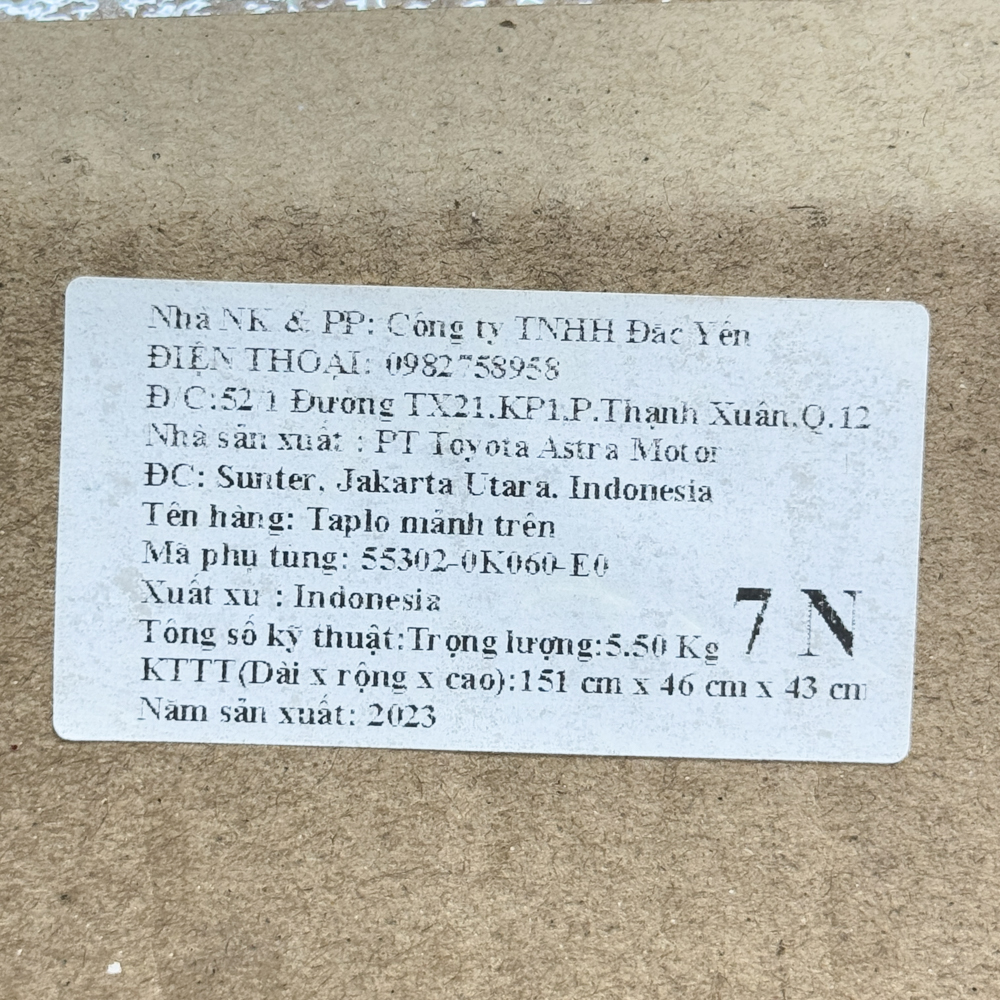 Nhà NK & PP: Công ty TNHH Đắc Yến
ĐIỆN THOẠI: 0982758958
Đ/C:52/1 Đường TX21.KP1.P.Thạnh Xuân.Q.12
Nhà sản xuất : PT Toyota Astra Motor
ĐC: Sunter. Jakarta Utara. Indonesia
Tên hàng: Taplo mảnh trên
Mã phụ tùng: 55302-0K060-E0
Xuất xứ : Indonesia
Tông số kỹ thuật:Trọng lượng:5.50 Kg
7 N
KTTT(Dài x rộng x cao):151 cm x 46 cm x 43 cm
Năm sản xuất: 2023